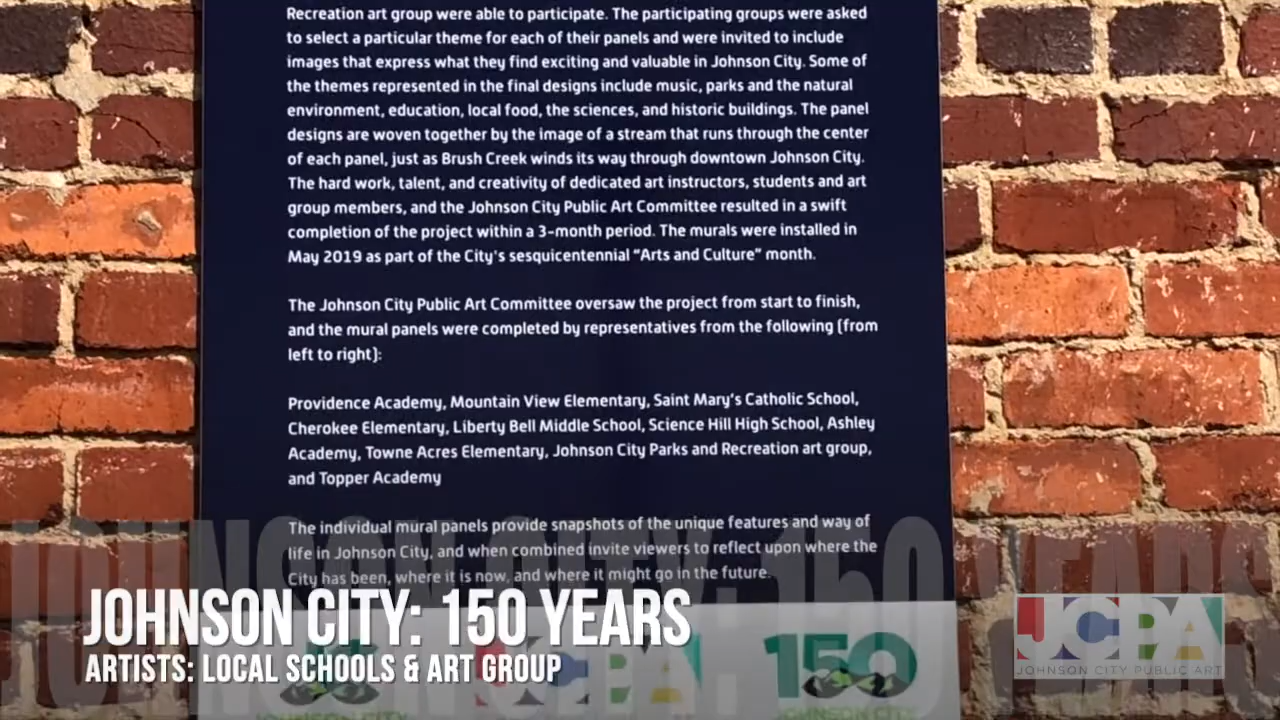 Recreation art group were able to participate. The participating groups were asked
to select a particular theme for each of their panels and were invited to include
images that express what they find exciting and valuable in Johnson City. Some of
the themes represented in the final designs include music, parks and the natural
environment, education, local food, the sciences, and historic buildings. The panel
designs are woven together by the image of a stream that runs through the center
of each panel, just as Brush Creek winds its way through downtown Johnson City.
The hard work, talent, and creativity of dedicated art instructors, students and art
group members, and the Johnson City Public Art Committee resulted in a swift
completion of the project within a 3-month period. The murals were installed in
May 2019 as part of the City's sesquicentennial “Arts and Culture” month.
The Johnson City Public Art Committee oversaw the project from start to finish,
and the mural panels were completed by representatives from the following (from
left to right):
Providence Academy, Mountain View Elementary, Saint Mary's Catholic School,
Cherokee Elementary, Liberty Bell Middle School, Science Hill High School, Ashley
Academy, Towne Acres Elementary, Johnson City Parks and Recreation art group,
and Topper Academy
The individual mural panels provide snapshots of the unique features and way of
life in Johnson City, and when combined invite viewers to reflect upon where the
City has been, where it is now, and where it might go in the future.
JOHNSON CITY: 150 YEARS
JOHNSON CITY: 150 YEARS
ARTISTS: LOCAL SCHOOLS & ART GROUP
JOHNSON CITY
JCPA
150
JOHNSON CITY
JCPA
JOHNSON CITY PUBLIC ART